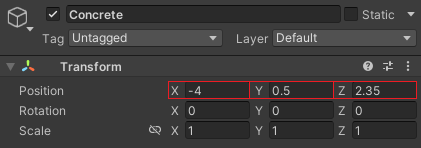 Concrete Static
Tag Untagged Layer Default
Transform
Position X -4 Y 0.5 Z 2.35
Rotation X 0 Y 0 Z 0
Scale X 1 Y 1 Z 1